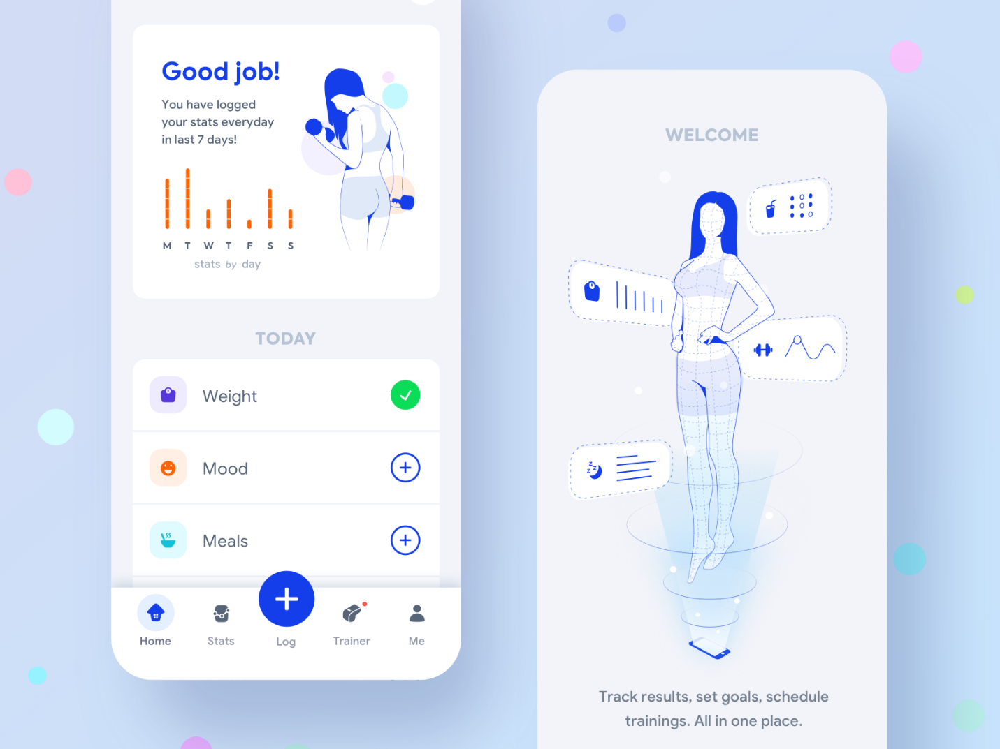 Good job!
You have logged
your stats everyday
in last 7 days!
M T W T F S S
stats by day
TODAY
Weight
Mood
Meals
Home Stats Log Trainer Me
WELCOME
z z z
Track results, set goals, schedule
trainings. All in one place.